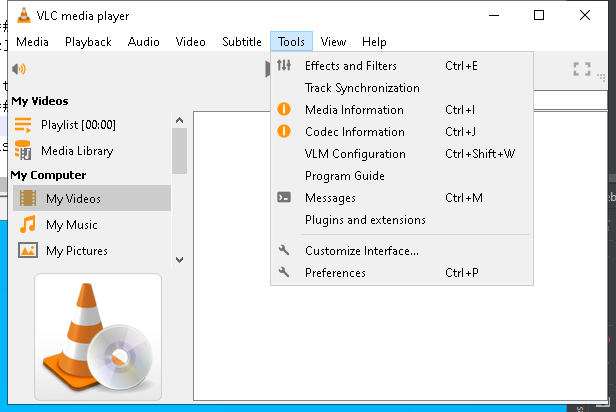 VLC media player
Media Playback Audio Video Subtitle Tools View Help
Effects and Filters Ctrl+E
Track Synchronization
Media Information Ctrl+I
Codec Information Ctrl+J
VLM Configuration Ctrl+Shift+W
Program Guide
Messages Ctrl+M
Plugins and extensions
Customize Interface...
Preferences Ctrl+P
My Videos
Playlist [00:00]
Media Library
My Computer
My Videos
My Music
My Pictures